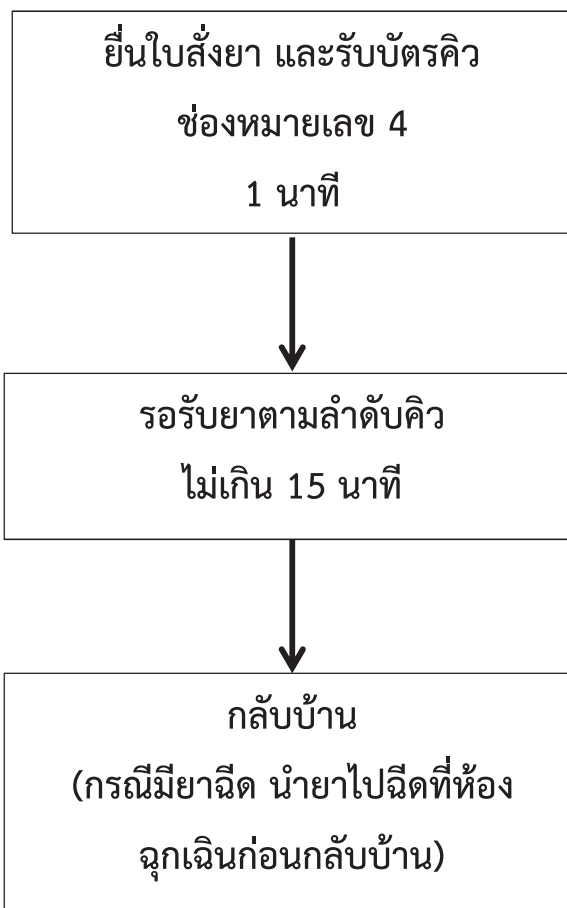 ยื่นใบสั่งยา และรับบัตรคิว
ช่องหมายเลข 4
1 นาที
รอรับยาตามลำดับคิว
ไม่เกิน 15 นาที
กลับบ้าน
(กรณีมียาฉีด นำยาไปฉีดที่ห้อง
ฉุกเฉินก่อนกลับบ้าน)